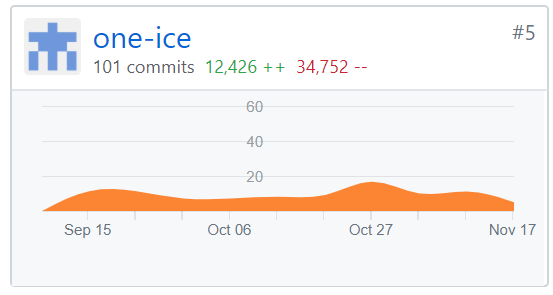 one-ice
#5
101 commits 12,426 ++ 34,752 --
60
40
20
Sep 15 Oct 06 Oct 27 Nov 17